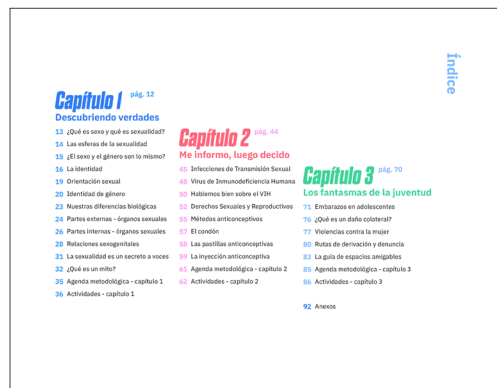 Índice
Capítulo 1 pág. 12
Descubriendo verdades
13 ¿Qué es sexo y qué es sexualidad?
14 Las esferas de la sexualidad
15 ¿El sexo y el género son lo mismo?
16 La identidad
19 Orientación sexual
20 Identidad de género
23 Nuestras diferencias biológicas
24 Partes externas - órganos sexuales
26 Partes internas - órganos sexuales
28 Relaciones sexogenitales
31 La sexualidad es un secreto a voces
32 ¿Qué es un mito?
35 Agenda metodológica - capítulo 1
36 Actividades - capítulo 1
Capítulo 2 pág. 44
Me informo, luego decido
45 Infecciones de Transmisión Sexual
48 Virus de Inmunodeficiencia Humana
50 Hablemos bien sobre el VIH
52 Derechos Sexuales y Reproductivos
55 Métodos anticonceptivos
57 El condón
58 Las pastillas anticonceptivas
59 La inyección anticonceptiva
61 Agenda metodológica - capítulo 2
62 Actividades - capítulo 2
Capítulo 3 pág. 70
Los fantasmas de la juventud
71 Embarazos en adolescentes
76 ¿Qué es un daño colateral?
77 Violencias contra la mujer
80 Rutas de derivación y denuncia
83 La guía de espacios amigables
85 Agenda metodológica - capítulo 3
86 Actividades - capítulo 3
92 Anexos